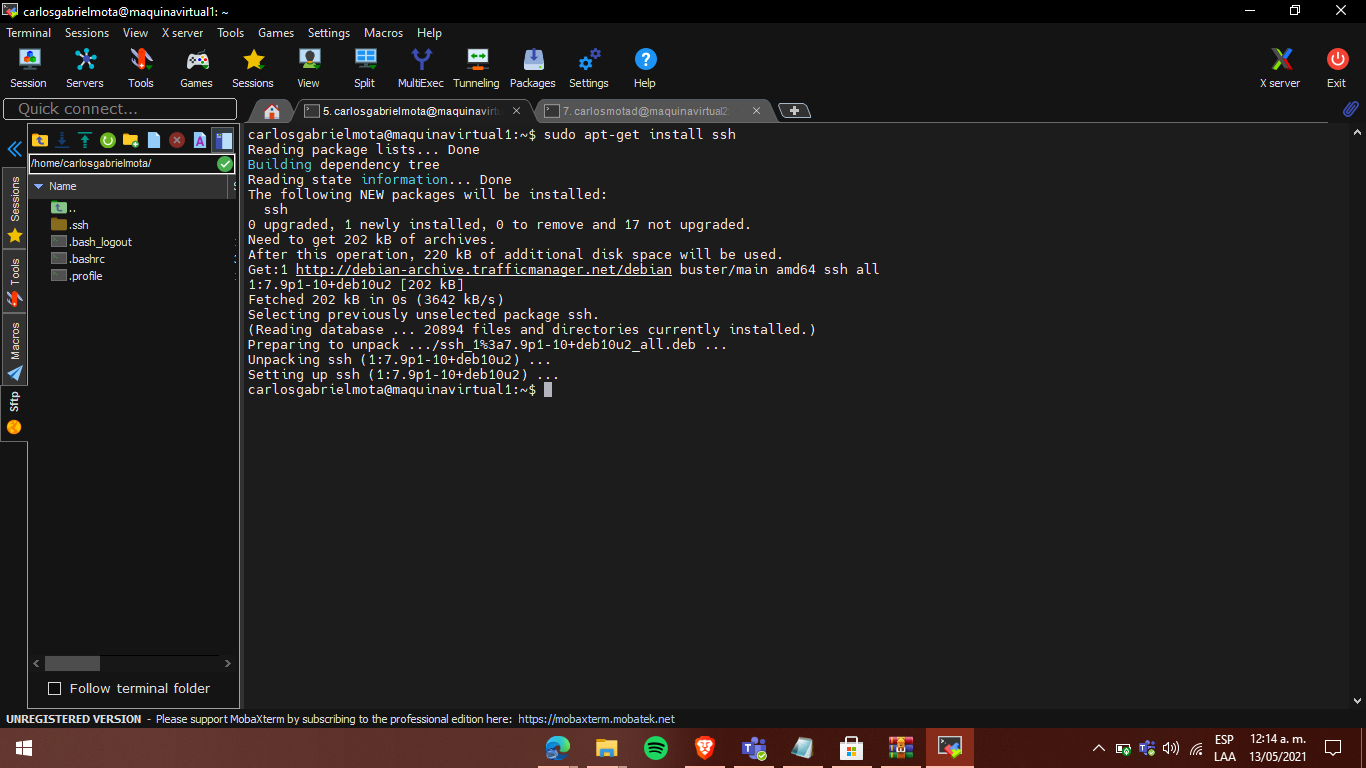 carlosgabrielmota@maquinavirtual1: ~
Terminal Sessions View X server Tools Games Settings Macros Help
Session Servers Tools Games Sessions View Split MultiExec Tunneling Packages Settings Help X server Exit
Quick connect...
5. carlosgabrielmota@maquinavirtu
7. carlosmotad@maquinavirtual2:
/home/carlosgabrielmota/
Name
..
.ssh
.bash_logout
.bashrc
.profile
Sessions
Tools
Macros
Sftp
carlosgabrielmota@maquinavirtual1:~$ sudo apt-get install ssh
Reading package lists... Done
Building dependency tree
Reading state information... Done
The following NEW packages will be installed:
ssh
0 upgraded, 1 newly installed, 0 to remove and 17 not upgraded.
Need to get 202 kB of archives.
After this operation, 220 kB of additional disk space will be used.
Get:1 http://debian-archive.trafficmanager.net/debian buster/main amd64 ssh all
1:7.9p1-10+deb10u2 [202 kB]
Fetched 202 kB in 0s (3642 kB/s)
Selecting previously unselected package ssh.
(Reading database ... 20894 files and directories currently installed.)
Preparing to unpack .../ssh_1%3a7.9p1-10+deb10u2_all.deb ...
Unpacking ssh (1:7.9p1-10+deb10u2) ...
Setting up ssh (1:7.9p1-10+deb10u2) ...
carlosgabrielmota@maquinavirtual1:~$
Follow terminal folder
UNREGISTERED VERSION - Please support MobaXterm by subscribing to the professional edition here: https://mobaxterm.mobatek.net
ESP
LAA
12:14 a. m.
13/05/2021